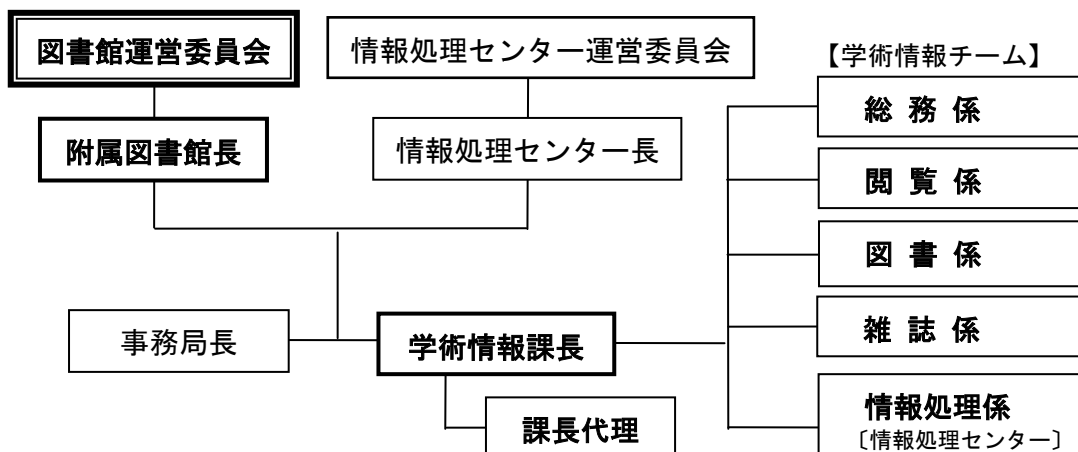 図書館運営委員会
情報処理センター運営委員会
【学術情報チーム】
附属図書館長
情報処理センター長
総 務 係
閲 覧 係
図 書 係
雑 誌 係
情報処理係
〔情報処理センター〕
事務局長
学術情報課長
課長代理